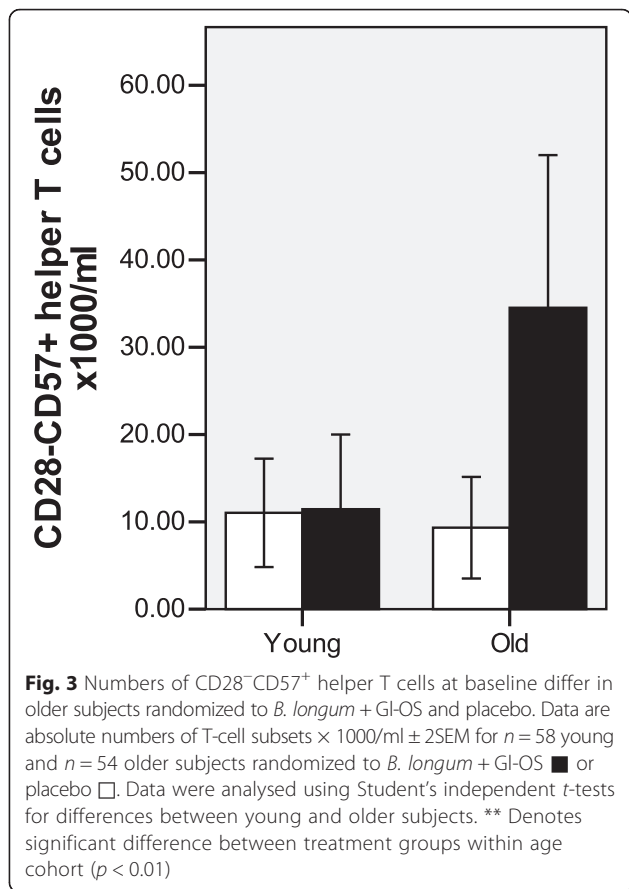 CD28-CD57+ helper T cells
x1000/ml
60.00
50.00
40.00
30.00
20.00
10.00
0.00
Young Old
Fig. 3 Numbers of CD28⁻CD57⁺ helper T cells at baseline differ in
older subjects randomized to B. longum + Gl-OS and placebo. Data are
absolute numbers of T-cell subsets × 1000/ml ± 2SEM for n = 58 young
and n = 54 older subjects randomized to B. longum + Gl-OS ■ or
placebo □. Data were analysed using Student's independent t-tests
for differences between young and older subjects. ** Denotes
significant difference between treatment groups within age
cohort (p < 0.01)